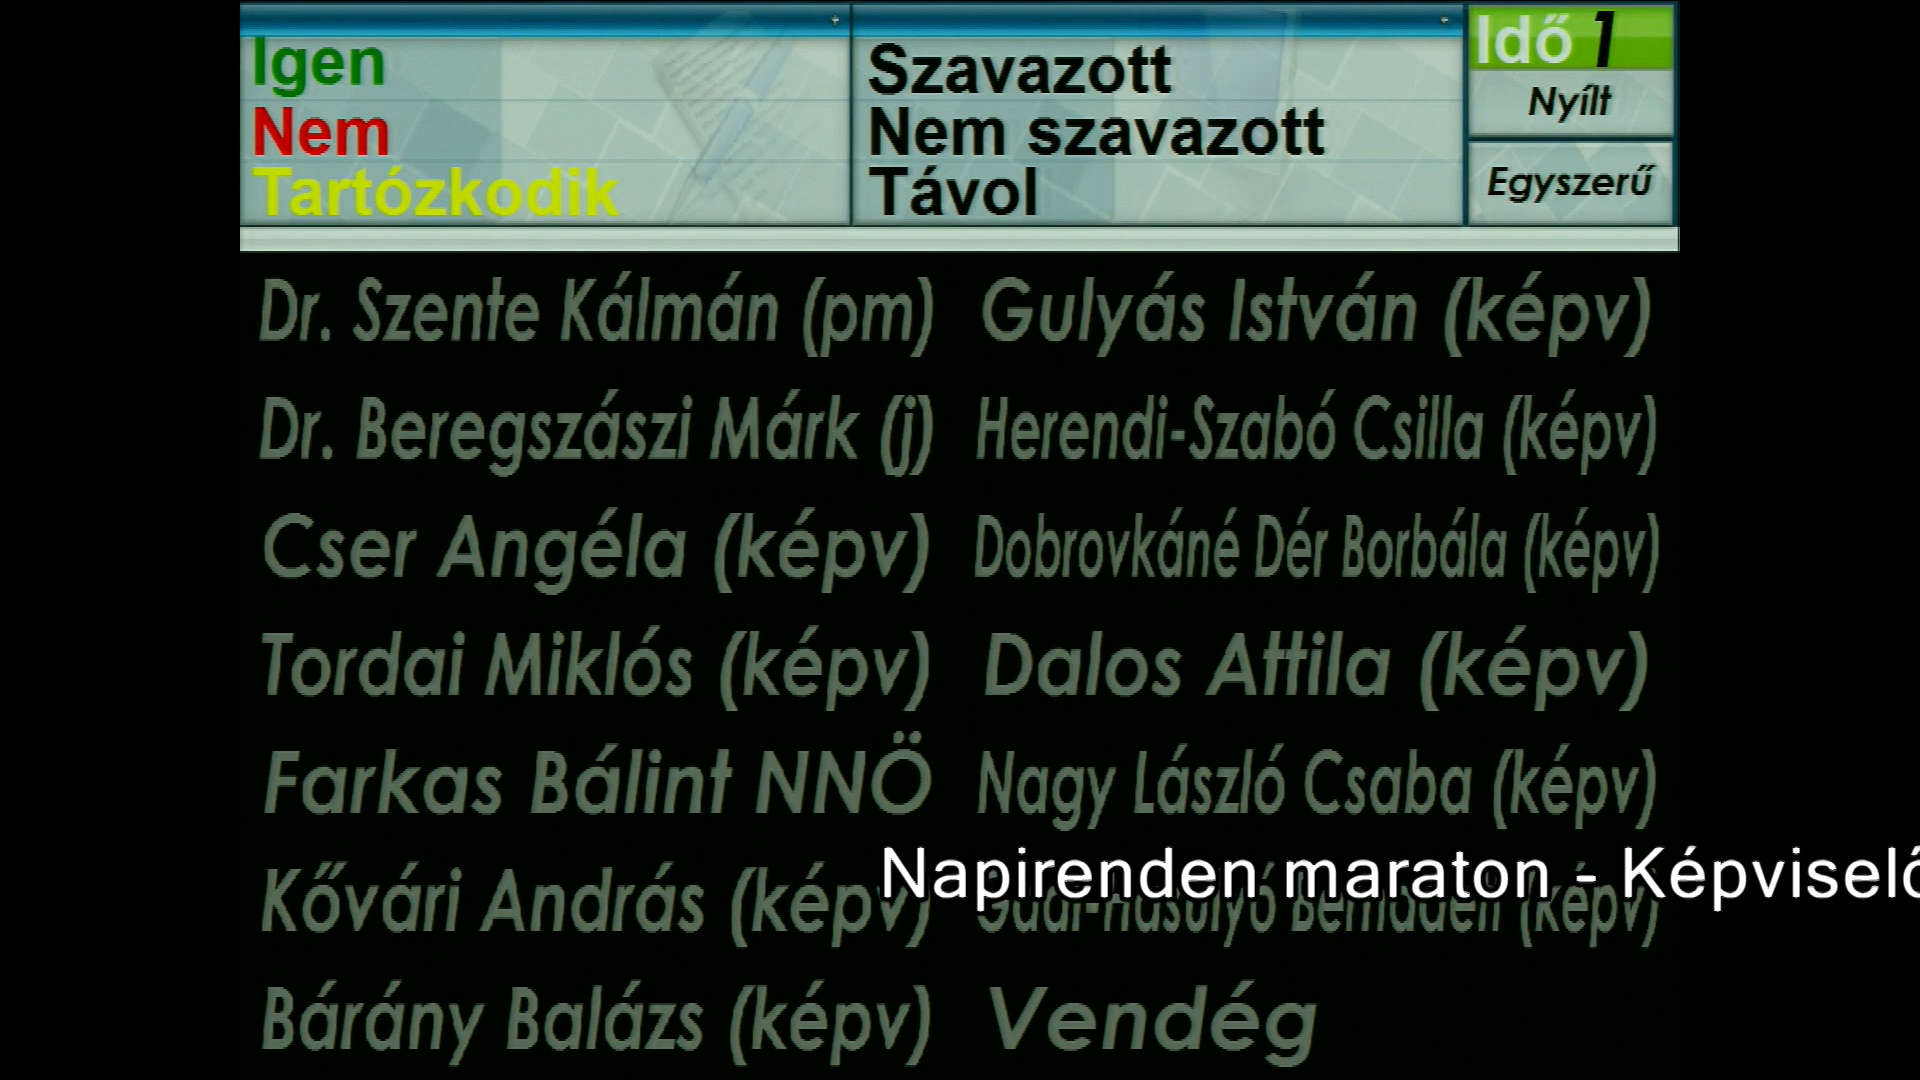 Igen
Nem
Tartózkodik
Szavazott
Nem szavazott
Távol
Idő 1
Nyílt
Egyszerű
Dr. Szente Kálmán (pm)
Gulyás István (képv)
Dr. Beregszászi Márk (j)
Herendi-Szabó Csilla (képv)
Cser Angéla (képv)
Dobrovkáné Dér Borbála (képv)
Tordai Miklós (képv)
Dalos Attila (képv)
Farkas Bálint NNÖ
Nagy László Csaba (képv)
Napirenden maraton - Képviselő
Kővári András (képv)
(képv)
Bárány Balázs (képv)
Vendég